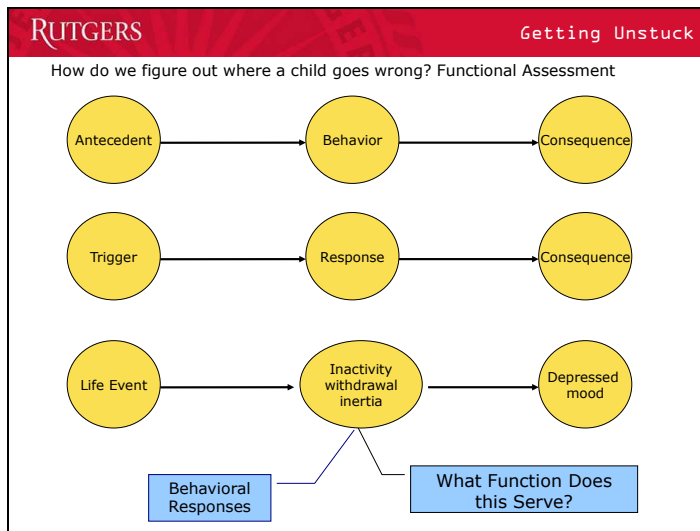 RUTGERS
Getting Unstuck
How do we figure out where a child goes wrong? Functional Assessment
Antecedent
Behavior
Consequence
Trigger
Response
Consequence
Life Event
Inactivity
withdrawal
inertia
Depressed
mood
Behavioral
Responses
What Function Does
this Serve?